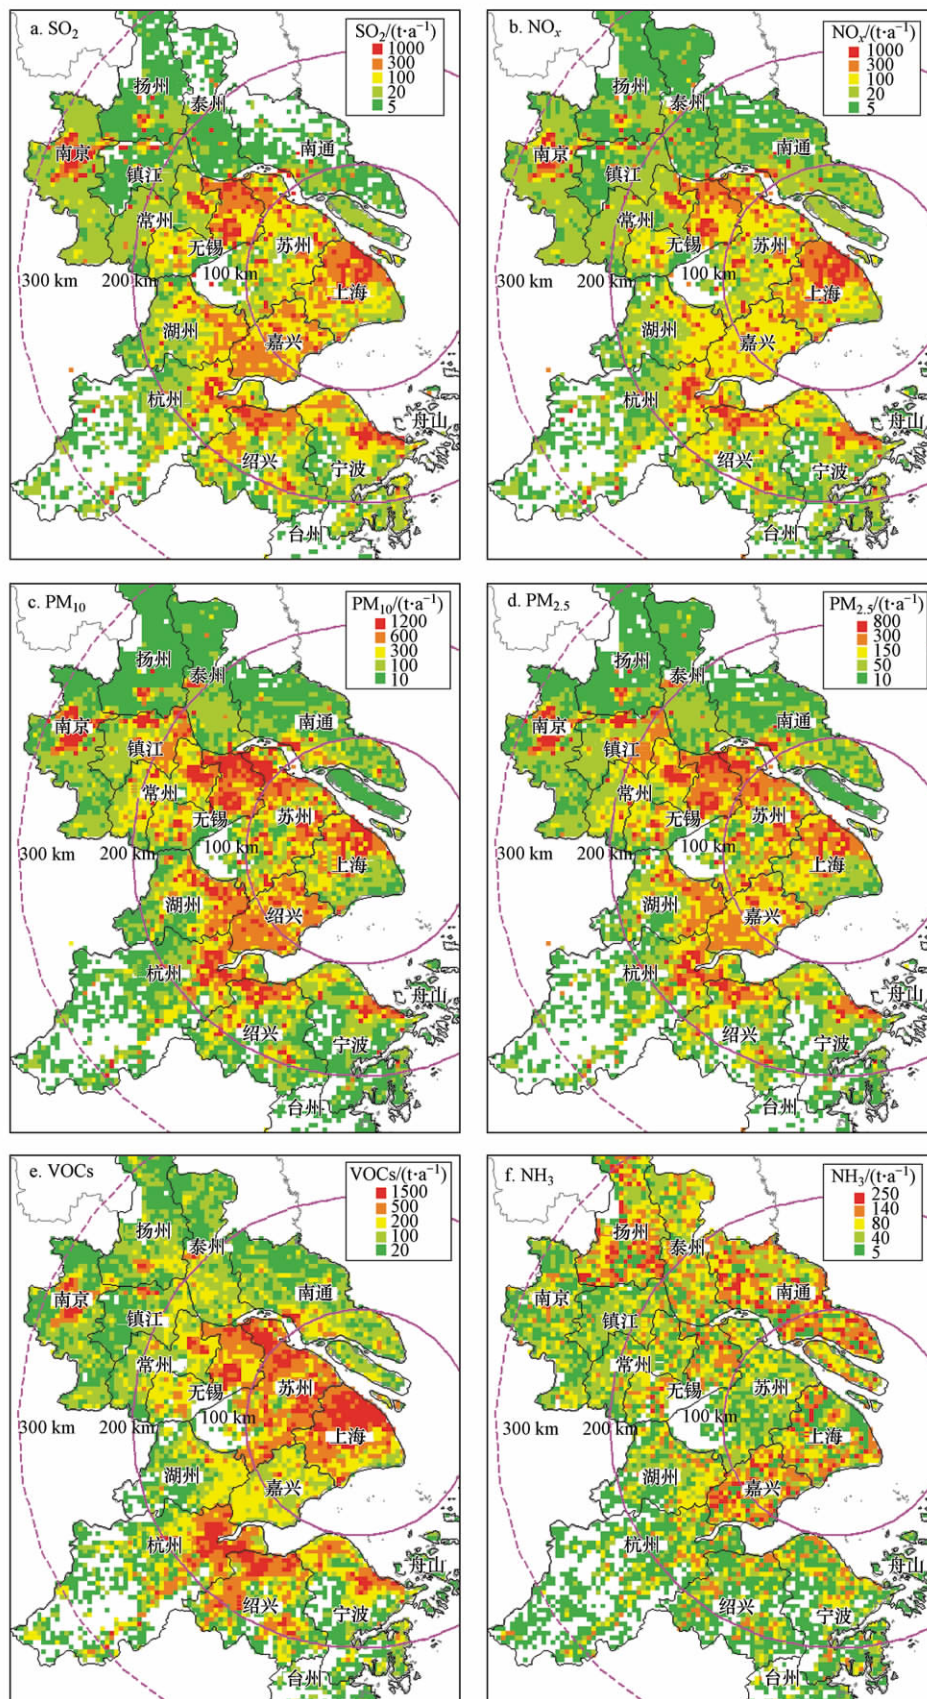 a. SO2
SO2/(t·a−1)
1000
300
100
20
5
扬州
泰州
南京
南通
镇江
常州
无锡
苏州
300 km
200 km
100 km
上海
湖州
嘉兴
杭州
舟山
绍兴
宁波
台州
b. NOx
NOx/(t·a−1)
1000
300
100
20
5
扬州
泰州
南京
南通
镇江
常州
无锡
苏州
300 km
200 km
100 km
上海
湖州
嘉兴
杭州
舟山
绍兴
宁波
台州
c. PM10
PM10/(t·a−1)
1200
600
300
100
10
扬州
泰州
南京
南通
镇江
常州
无锡
苏州
300 km
200 km
100 km
上海
湖州
绍兴
杭州
舟山
绍兴
宁波
台州
d. PM2.5
PM2.5/(t·a−1)
800
300
150
50
10
扬州
泰州
南京
南通
镇江
常州
无锡
苏州
300 km
200 km
100 km
上海
湖州
嘉兴
杭州
舟山
绍兴
宁波
台州
e. VOCs
VOCs/(t·a−1)
1500
500
200
100
20
扬州
泰州
南京
南通
镇江
常州
无锡
苏州
300 km
200 km
100 km
上海
湖州
嘉兴
杭州
舟山
绍兴
宁波
台州
f. NH3
NH3/(t·a−1)
250
140
80
40
5
扬州
泰州
南京
南通
镇江
常州
无锡
苏州
300 km
200 km
100 km
上海
湖州
嘉兴
杭州
舟山
绍兴
宁波
台州